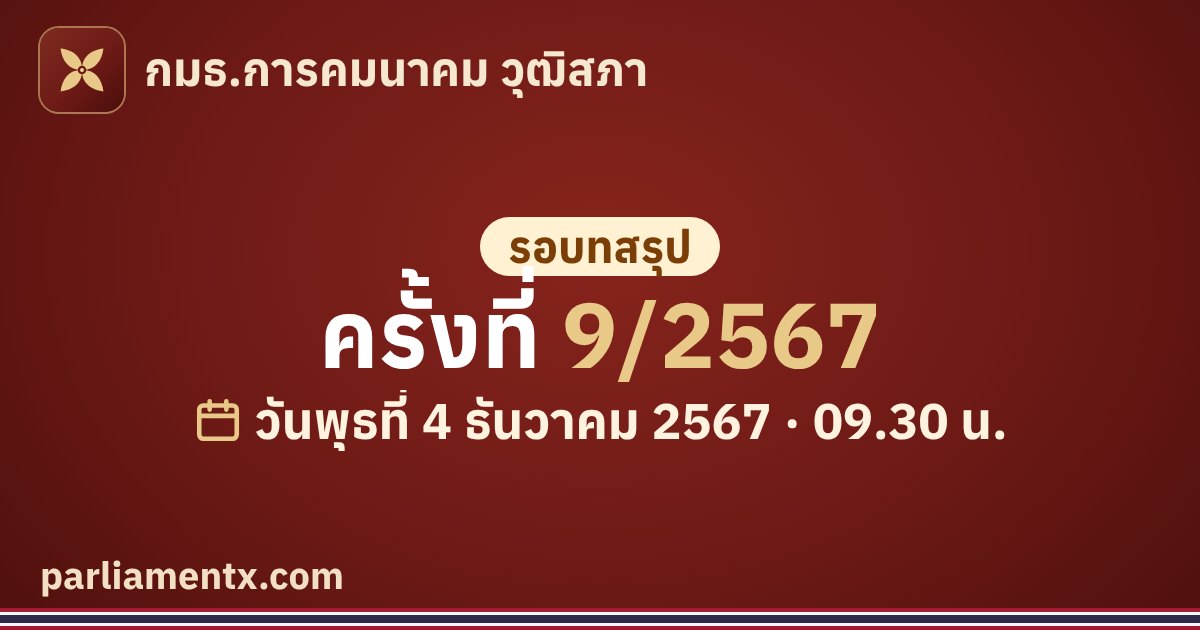 กมธ.การคมนาคม วุฒิสภา
รอบทสรุป
ครั้งที่ 9/2567
วันพุธที่ 4 ธันวาคม 2567 · 09.30 น.
parliamentx.com